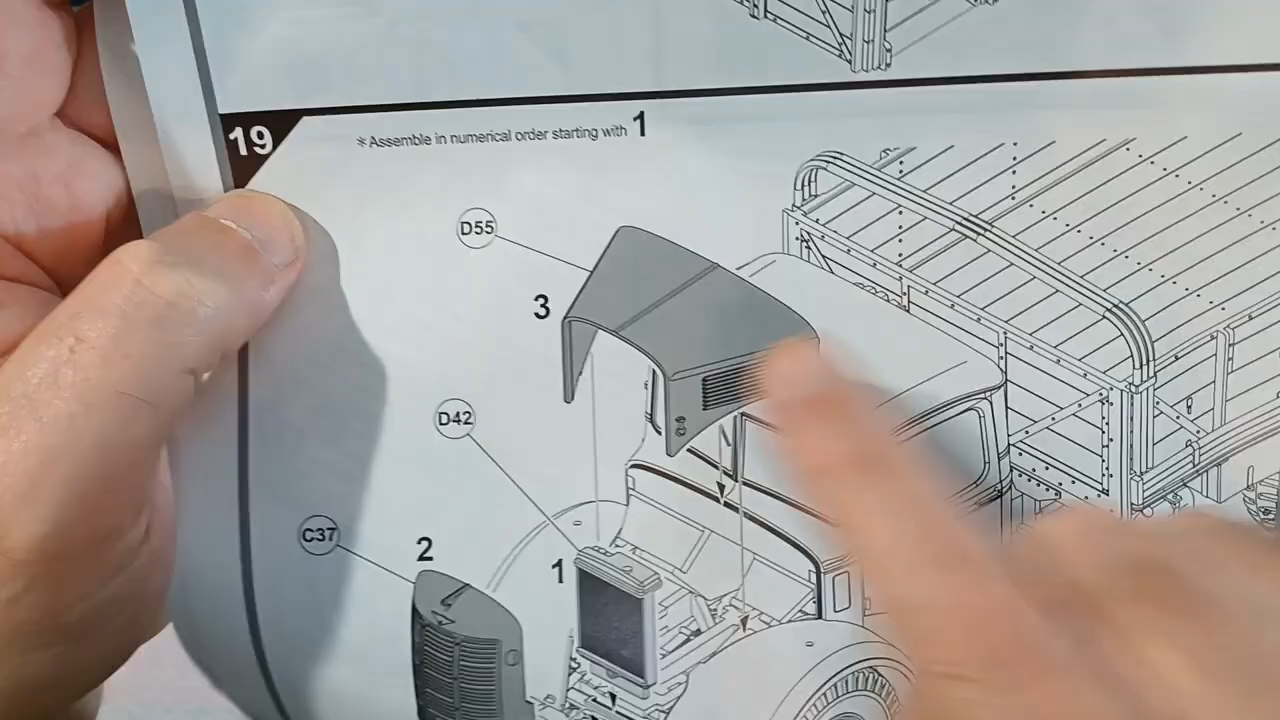 19
※Assemble in numerical order starting with 1
D55
3
D42
C37
2
1